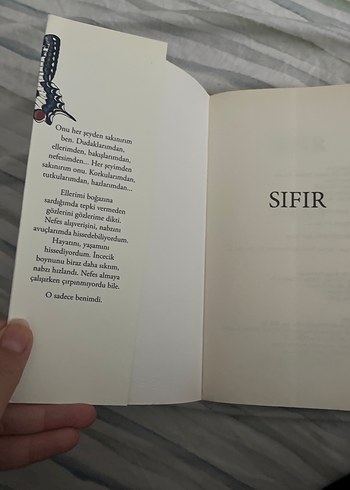 Onu her şeyden sakınırım
ben. Dudaklarımdan,
ellerimden, bakışlarımdan,
nefesimden... Her şeyimden
sakınırım onu. Korkularımdan,
tutkularımdan, hazlarımdan...
Ellerimi boğazına
sardığımda tepki vermeden
gözlerini gözlerime dikti.
Nefes alışverişini, nabzını
avuçlarımda hissedebiliyordum.
Hayatını, yaşamını
hissediyordum. İncecik
boynunu biraz daha sıktım,
nabzı hızlandı. Nefes almaya
çalışırken çırpınmıyordu bile.
O sadece benimdi.
SIFIR